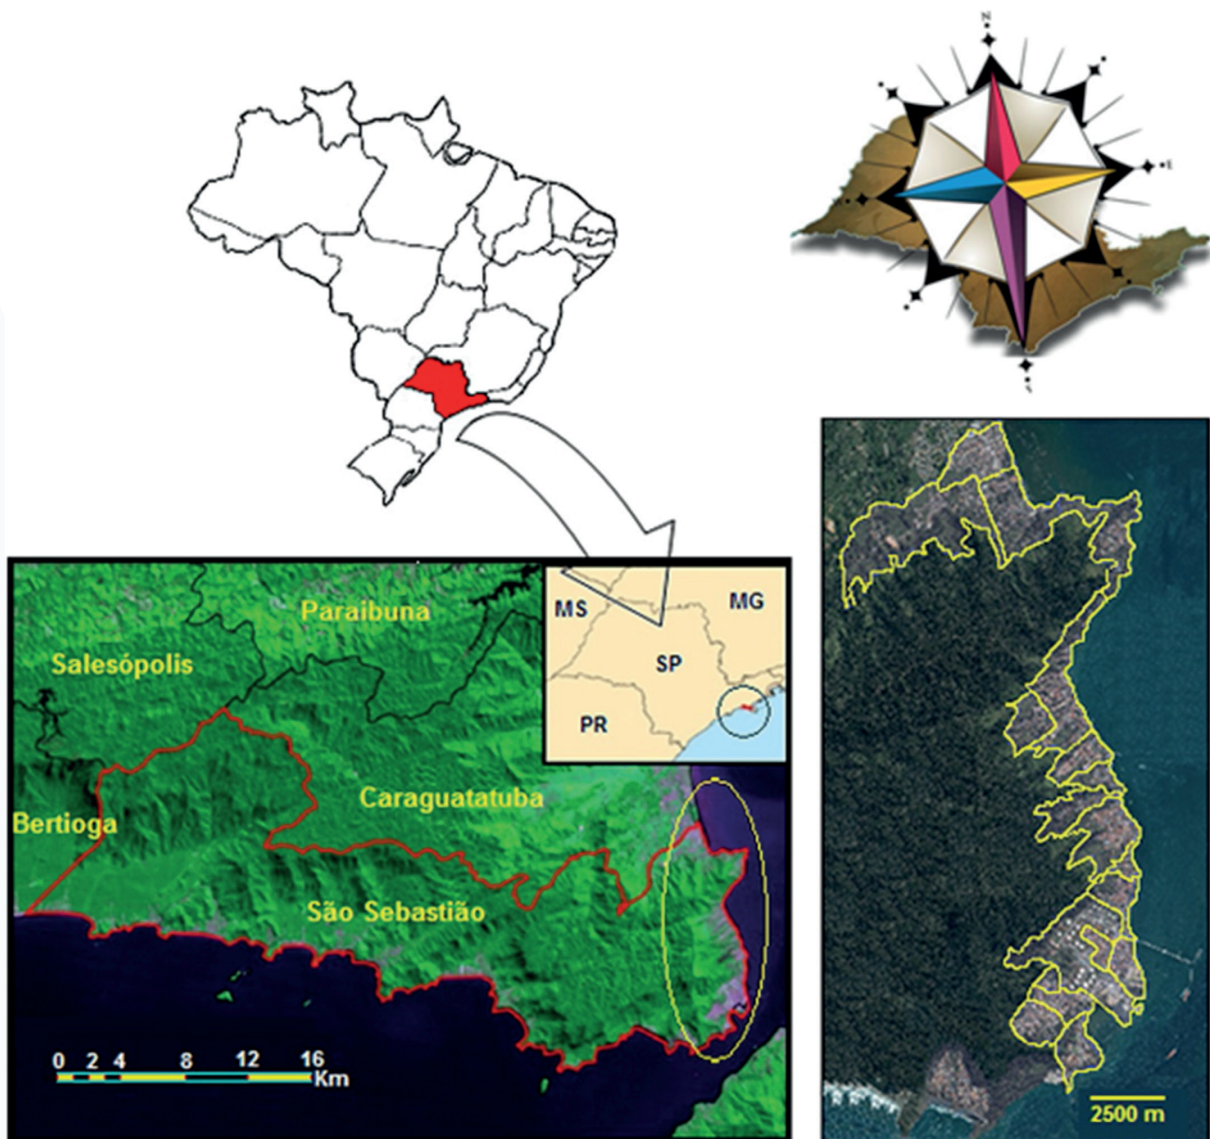 N
E
S
Paraibuna
Salesópolis
MS
MG
SP
PR
Caraguatatuba
Bertioga
São Sebastião
0 2 4 8 12 16
Km
2500 m